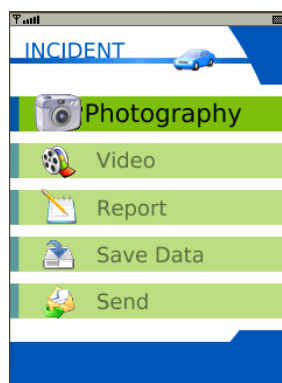 INCIDENT
Photography
Video
Report
Save Data
Send